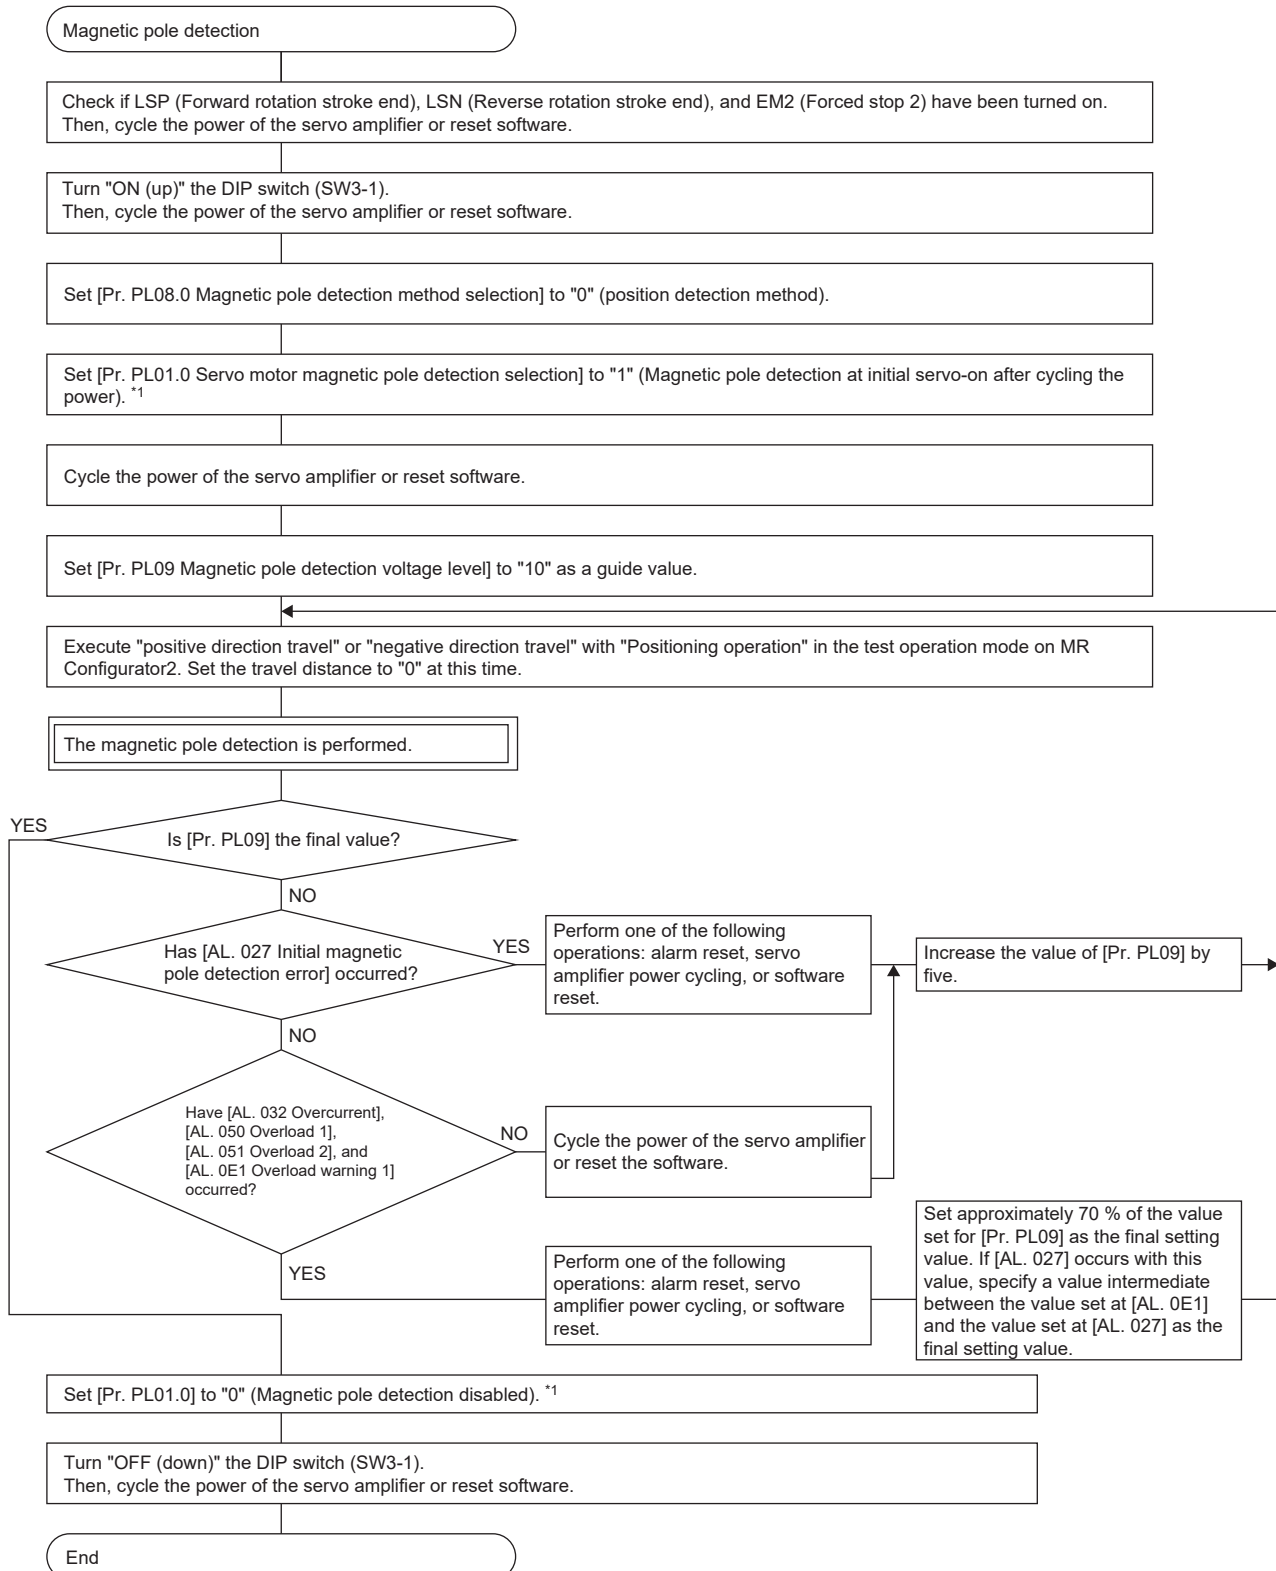 Magnetic pole detection
Check if LSP (Forward rotation stroke end), LSN (Reverse rotation stroke end), and EM2 (Forced stop 2) have been turned on.
Then, cycle the power of the servo amplifier or reset software.
Turn "ON (up)" the DIP switch (SW3-1).
Then, cycle the power of the servo amplifier or reset software.
Set [Pr. PL08.0 Magnetic pole detection method selection] to "0" (position detection method).
Set [Pr. PL01.0 Servo motor magnetic pole detection selection] to "1" (Magnetic pole detection at initial servo-on after cycling the
power). *1
Cycle the power of the servo amplifier or reset software.
Set [Pr. PL09 Magnetic pole detection voltage level] to "10" as a guide value.
Execute "positive direction travel" or "negative direction travel" with "Positioning operation" in the test operation mode on MR
Configurator2. Set the travel distance to "0" at this time.
The magnetic pole detection is performed.
YES
Is [Pr. PL09] the final value?
NO
Has [AL. 027 Initial magnetic
pole detection error] occurred?
YES
Perform one of the following
operations: alarm reset, servo
amplifier power cycling, or software
reset.
Increase the value of [Pr. PL09] by
five.
NO
Have [AL. 032 Overcurrent],
[AL. 050 Overload 1],
[AL. 051 Overload 2], and
[AL. 0E1 Overload warning 1]
occurred?
NO
Cycle the power of the servo amplifier
or reset the software.
YES
Perform one of the following
operations: alarm reset, servo
amplifier power cycling, or software
reset.
Set approximately 70 % of the value
set for [Pr. PL09] as the final setting
value. If [AL. 027] occurs with this
value, specify a value intermediate
between the value set at [AL. 0E1]
and the value set at [AL. 027] as the
final setting value.
Set [Pr. PL01.0] to "0" (Magnetic pole detection disabled). *1
Turn "OFF (down)" the DIP switch (SW3-1).
Then, cycle the power of the servo amplifier or reset software.
End